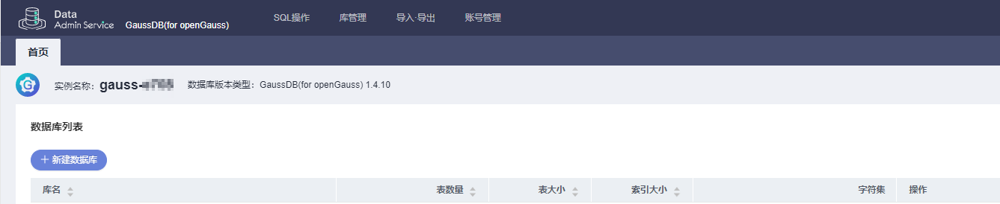 Data
Admin Service GaussDB(for openGauss) SQL操作 库管理 导入·导出 账号管理
首页
实例名称： gauss- 数据库版本类型：GaussDB(for openGauss) 1.4.10
数据库列表
+ 新建数据库
库名 表数量 表大小 索引大小 字符集 操作